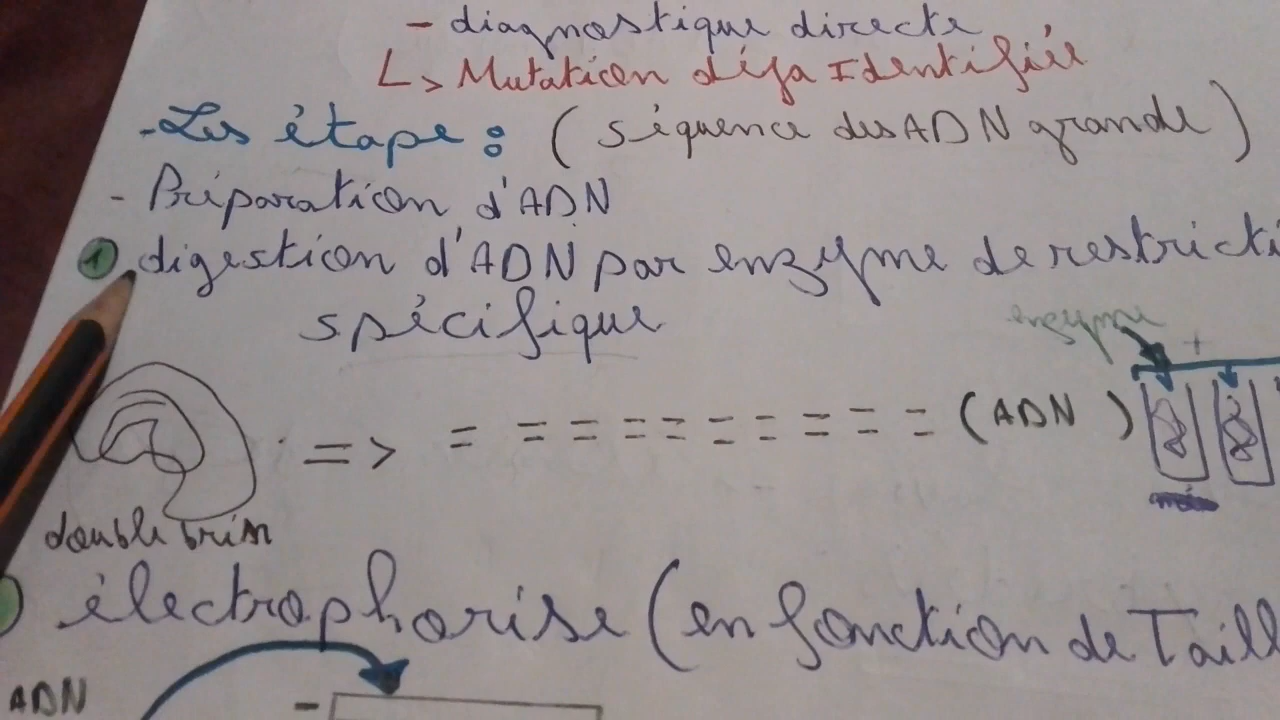 - diagnostique directe
L> Mutation déja Identifiée
- Les étape : (séquence des ADN grande)
- Préparation d'ADN
① digestion d'ADN par enzyme de restricti
spécifique
enzyme
+
=> = = = = = = = = = = (ADN)
double brin
électrophorise (en fonction de Taill
ADN
-